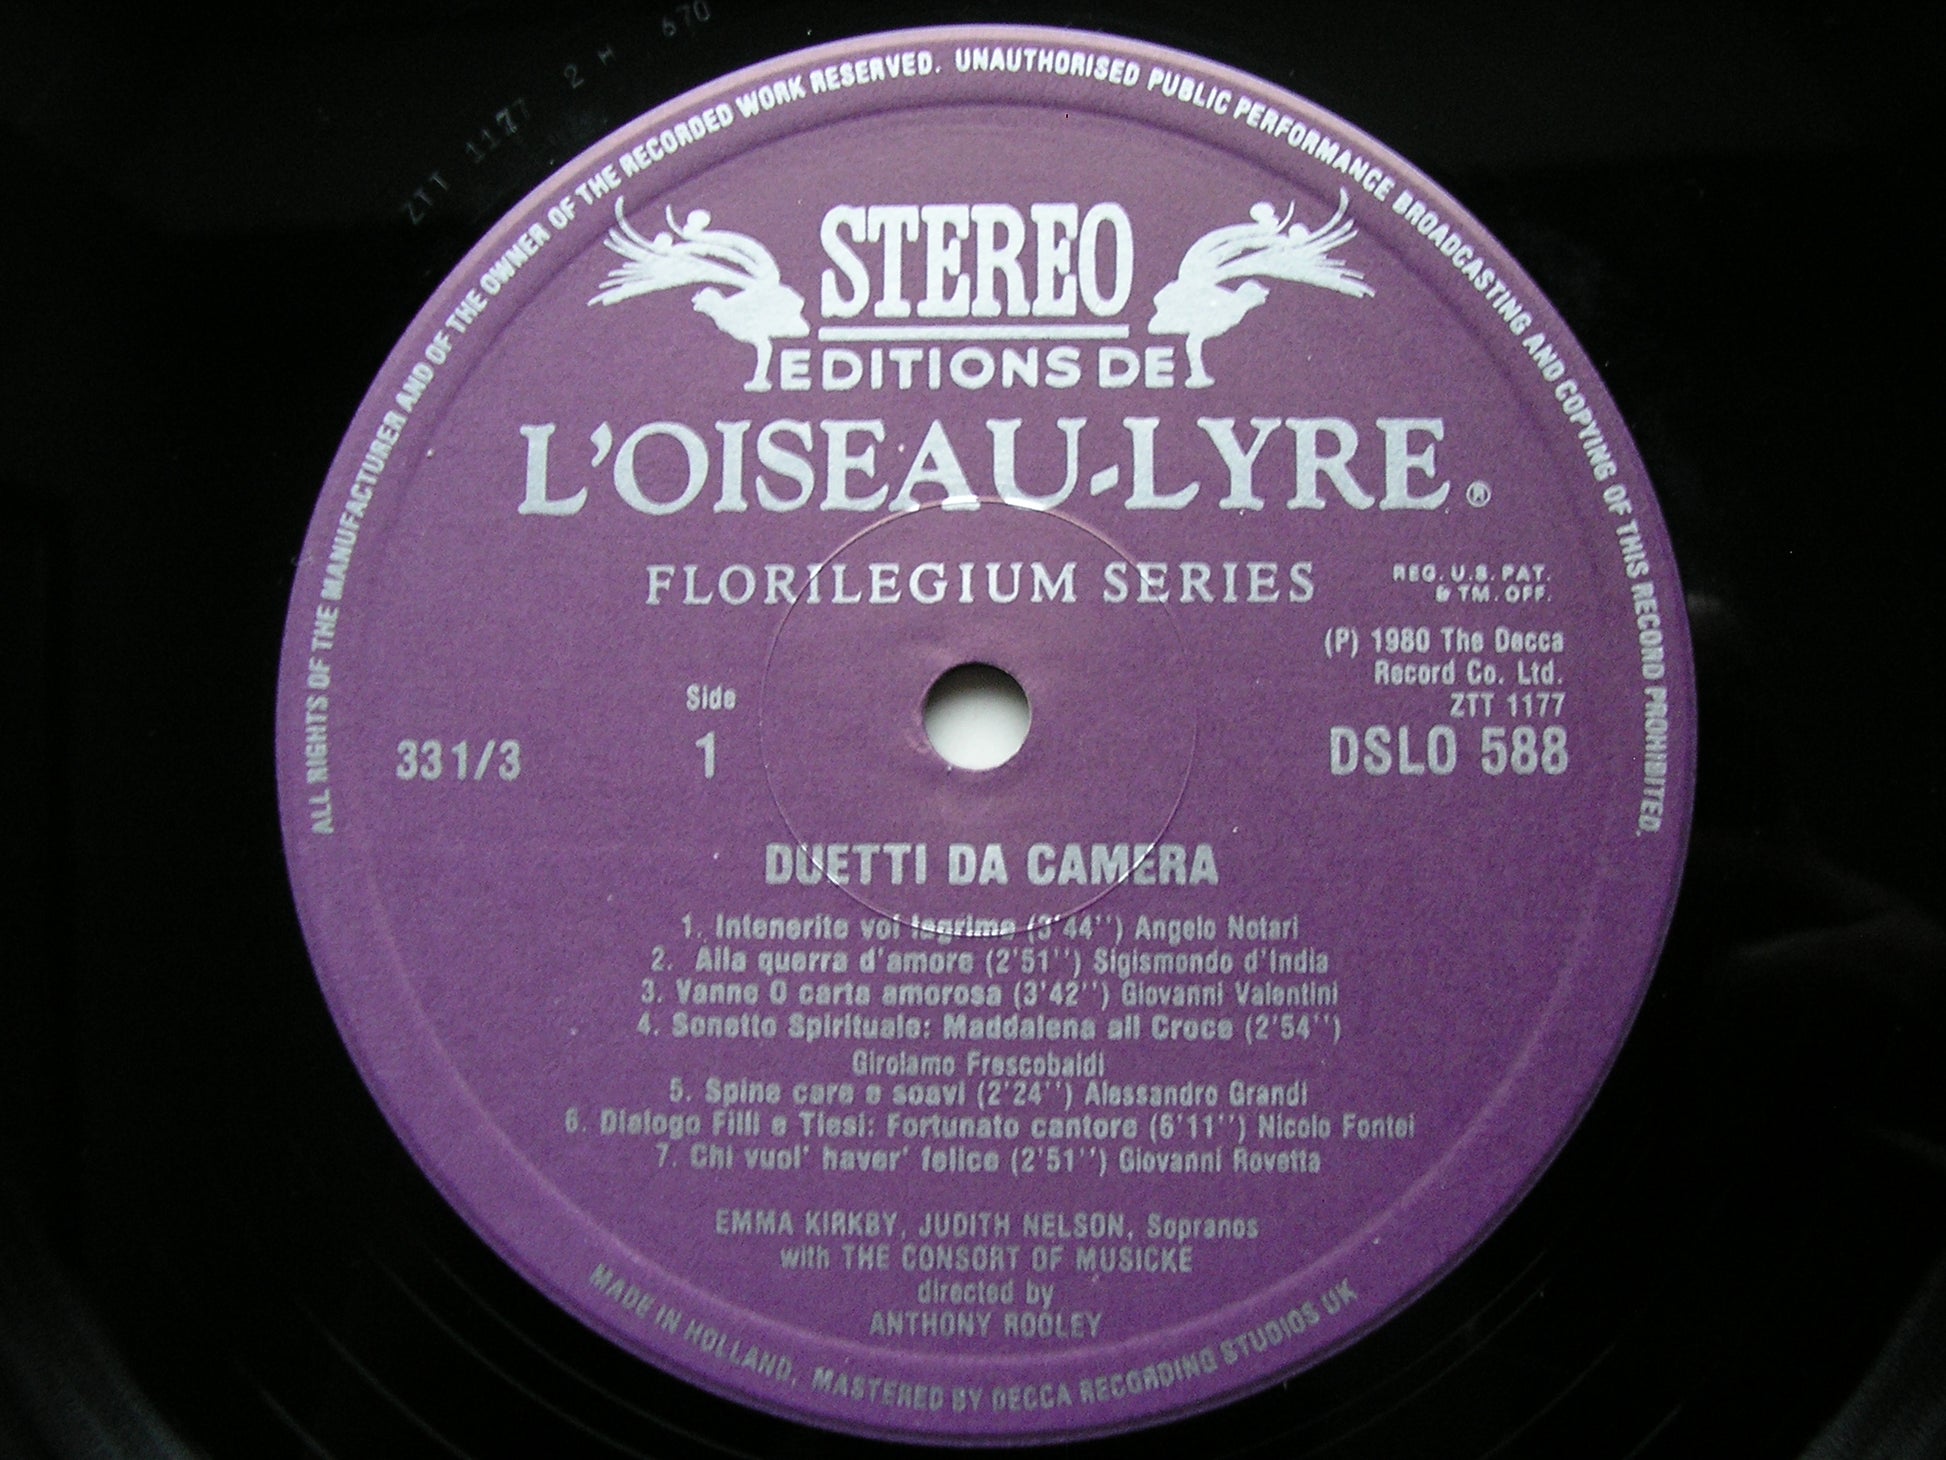 ZTT 1177 2 H 670
ALL RIGHTS OF THE MANUFACTURER AND OF THE OWNER OF THE RECORDED WORK RESERVED. UNAUTHORISED PUBLIC PERFORMANCE BROADCASTING AND COPYING OF THIS RECORD PROHIBITED.
STEREO
EDITIONS DE
L'OISEAU-LYRE ®
FLORILEGIUM SERIES
REG. U.S. PAT.
& TM. OFF.
(P) 1980 The Decca
Record Co. Ltd.
ZTT 1177
Side
33 1/3 1 DSLO 588
DUETTI DA CAMERA
1. Intenerite voi lagrime (3'44'') Angelo Notari
2. Alla querra d'amore (2'51'') Sigismondo d'India
3. Vanne O carta amorosa (3'42'') Giovanni Valentini
4. Sonetto Spirituale: Maddalena all Croce (2'54'')
Girolamo Frescobaldi
5. Spine care e soavi (2'24'') Alessandro Grandi
6. Dialogo Filli e Tiesi: Fortunato cantore (6'11'') Nicolo Fontei
7. Chi vuol' haver' felice (2'51'') Giovanni Rovetta
EMMA KIRKBY, JUDITH NELSON, Sopranos
with THE CONSORT OF MUSICKE
directed by
ANTHONY ROOLEY
MADE IN HOLLAND, MASTERED BY DECCA RECORDING STUDIOS UK